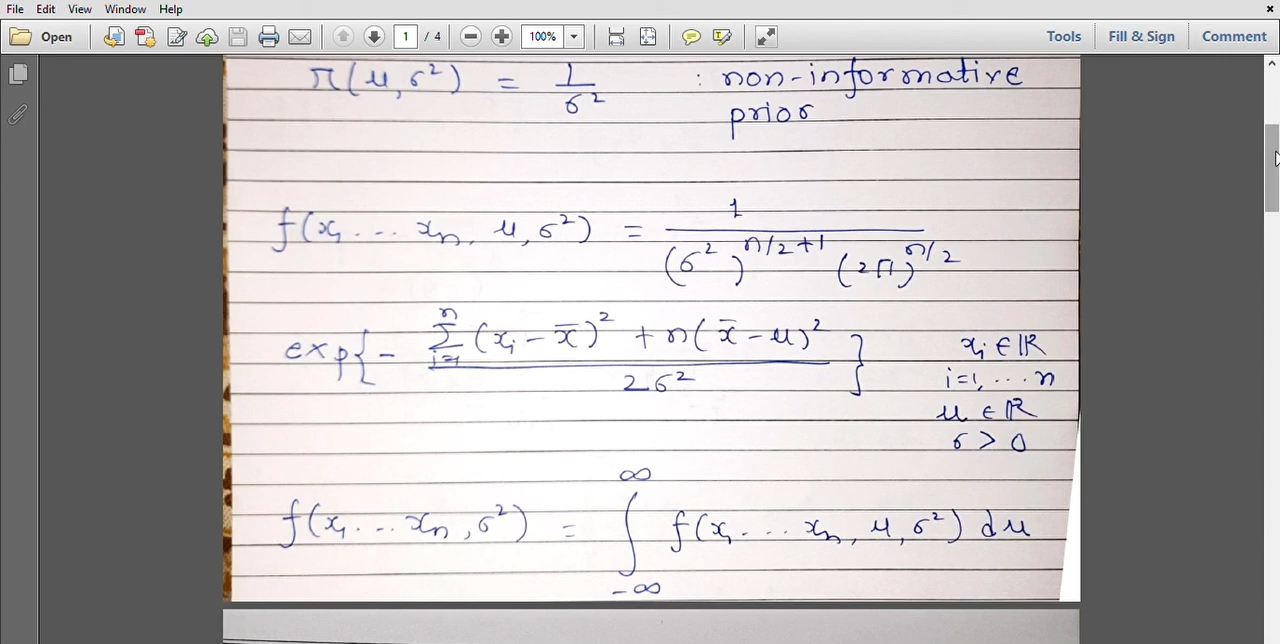 File Edit View Window Help
Open 1 / 4 100% Tools Fill & Sign Comment
π(μ, σ²) = 1/σ² : non-informative
prior
f(x₁ ... xₙ, μ, σ²) = 1 / (σ²)^(n/2+1) (2π)^(n/2)
exp{ - ∑ᵢ₌₁ⁿ (xᵢ - x̄)² + n(x̄ - μ)² / 2σ² } xᵢ ∈ ℝ
i=1, ... n
μ ∈ ℝ
σ > 0
f(x₁ ... xₙ, σ²) = ∫_{-∞}^{∞} f(x₁ ... xₙ, μ, σ²) dμ